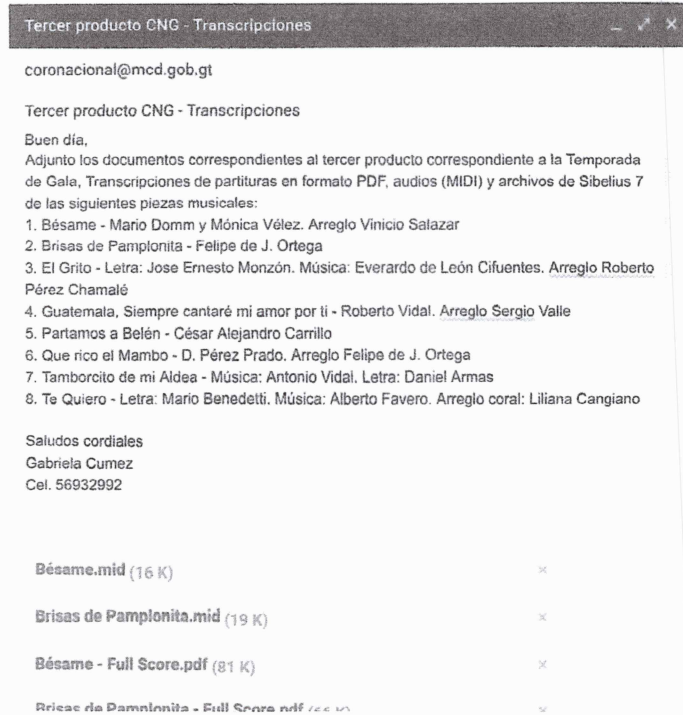 Tercer producto CNG - Transcripciones
coronacional@mcd.gob.gt
Tercer producto CNG - Transcripciones
Buen día,
Adjunto los documentos correspondientes al tercer producto correspondiente a la Temporada
de Gala, Transcripciones de partituras en formato PDF, audios (MIDI) y archivos de Sibelius 7
de las siguientes piezas musicales:
1. Bésame - Mario Domm y Mónica Vélez. Arreglo Vinicio Salazar
2. Brisas de Pamplonita - Felipe de J. Ortega
3. El Grito - Letra: Jose Ernesto Monzón. Música: Everardo de León Cifuentes. Arreglo Roberto
Pérez Chamalé
4. Guatemala, Siempre cantaré mi amor por ti - Roberto Vidal. Arreglo Sergio Valle
5. Partamos a Belén - César Alejandro Carrillo
6. Que rico el Mambo - D. Pérez Prado. Arreglo Felipe de J. Ortega
7. Tamborcito de mi Aldea - Música: Antonio Vidal. Letra: Daniel Armas
8. Te Quiero - Letra: Mario Benedetti. Música: Alberto Favero. Arreglo coral: Liliana Cangiano
Saludos cordiales
Gabriela Cumez
Cel. 56932992
Bésame.mid (16 K)
Brisas de Pamplonita.mid (19 K)
Bésame - Full Score.pdf (81 K)
Brisas de Pamplonita - Full Score.pdf (66 K)